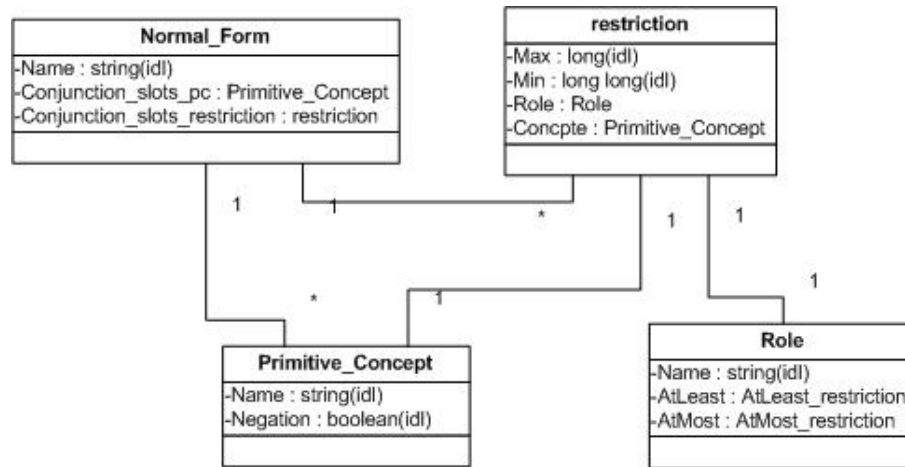 Normal_Form
-Name : string(idl)
-Conjunction_slots_pc : Primitive_Concept
-Conjunction_slots_restriction : restriction
restriction
-Max : long(idl)
-Min : long long(idl)
-Role : Role
-Concpte : Primitive_Concept
1
1
*
1
1
*
1
1
Primitive_Concept
-Name : string(idl)
-Negation : boolean(idl)
Role
-Name : string(idl)
-AtLeast : AtLeast_restriction
-AtMost : AtMost_restriction